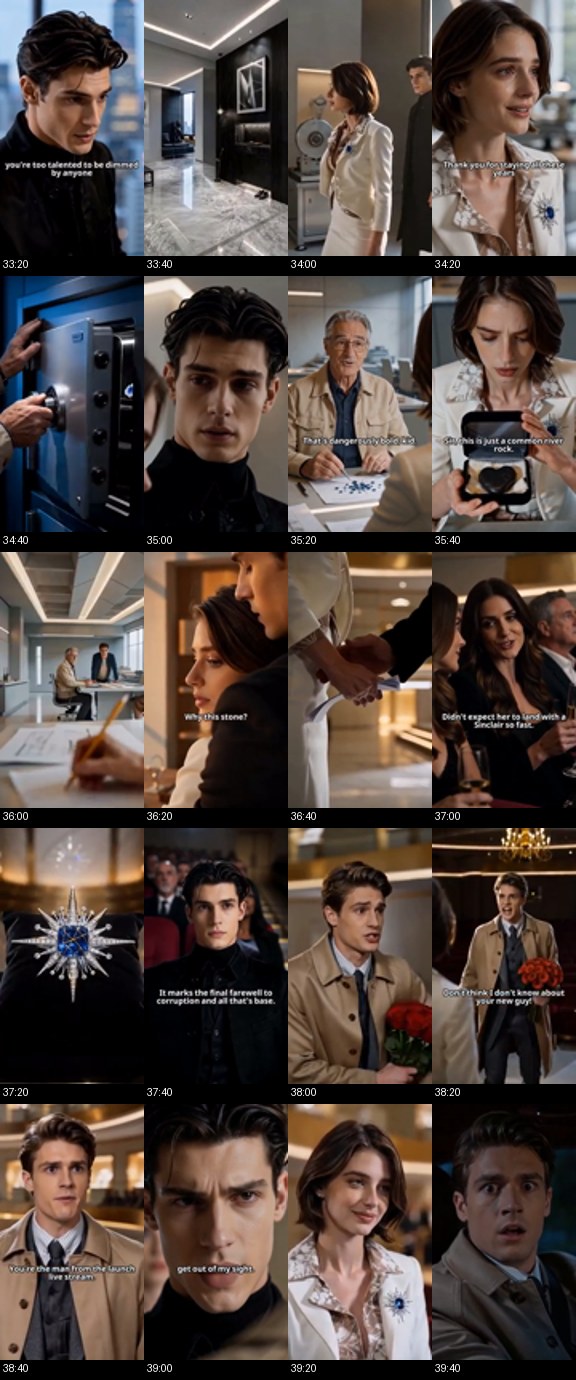 you're too talented to be dimmed
by anyone
33:20
33:40
34:00
Thank you for staying all these
years
34:20
34:40
35:00
That's dangerously bold, kid.
35:20
Sir, this is just a common river
rock.
35:40
36:00
Why this stone?
36:20
36:40
Didn't expect her to land with a
Sinclair so fast.
37:00
37:20
It marks the final farewell to
corruption and all that's base.
37:40
38:00
Don't think I don't know about
your new guy!
38:20
You're the man from the launch
live stream.
38:40
get out of my sight.
39:00
39:20
39:40